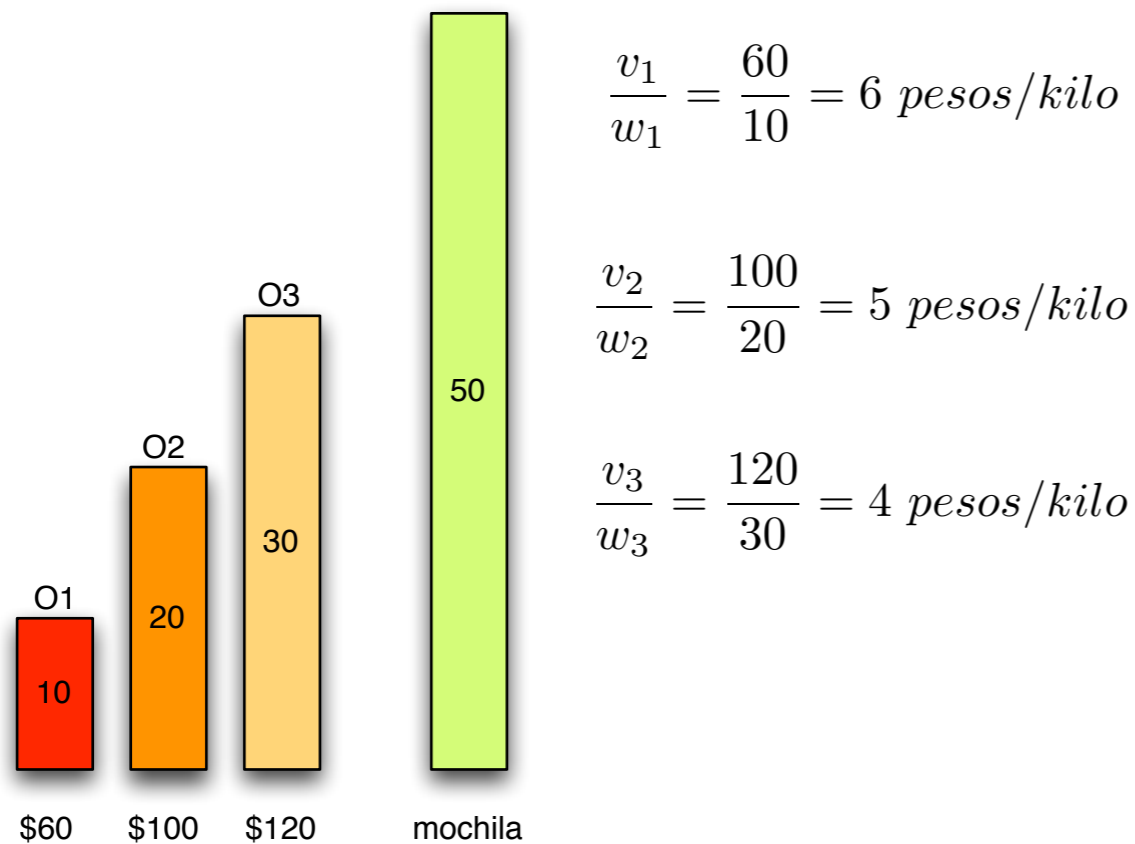 O1
10
$60
O2
20
$100
O3
30
$120
50
mochila
v₁/w₁ = 60/10 = 6 pesos/kilo
v₂/w₂ = 100/20 = 5 pesos/kilo
v₃/w₃ = 120/30 = 4 pesos/kilo